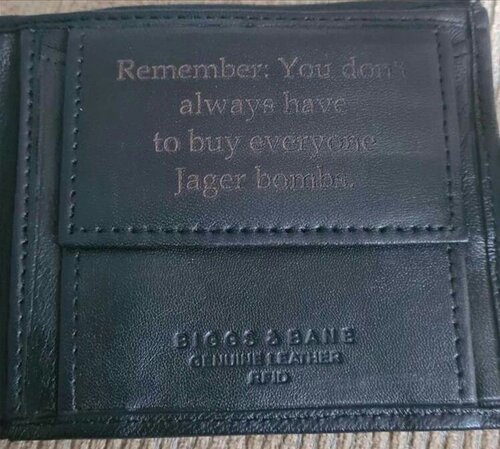 Remember: You don't
always have
to buy everyone
Jager bombs.
BIGGS & BANE
GENUINE LEATHER
RFID